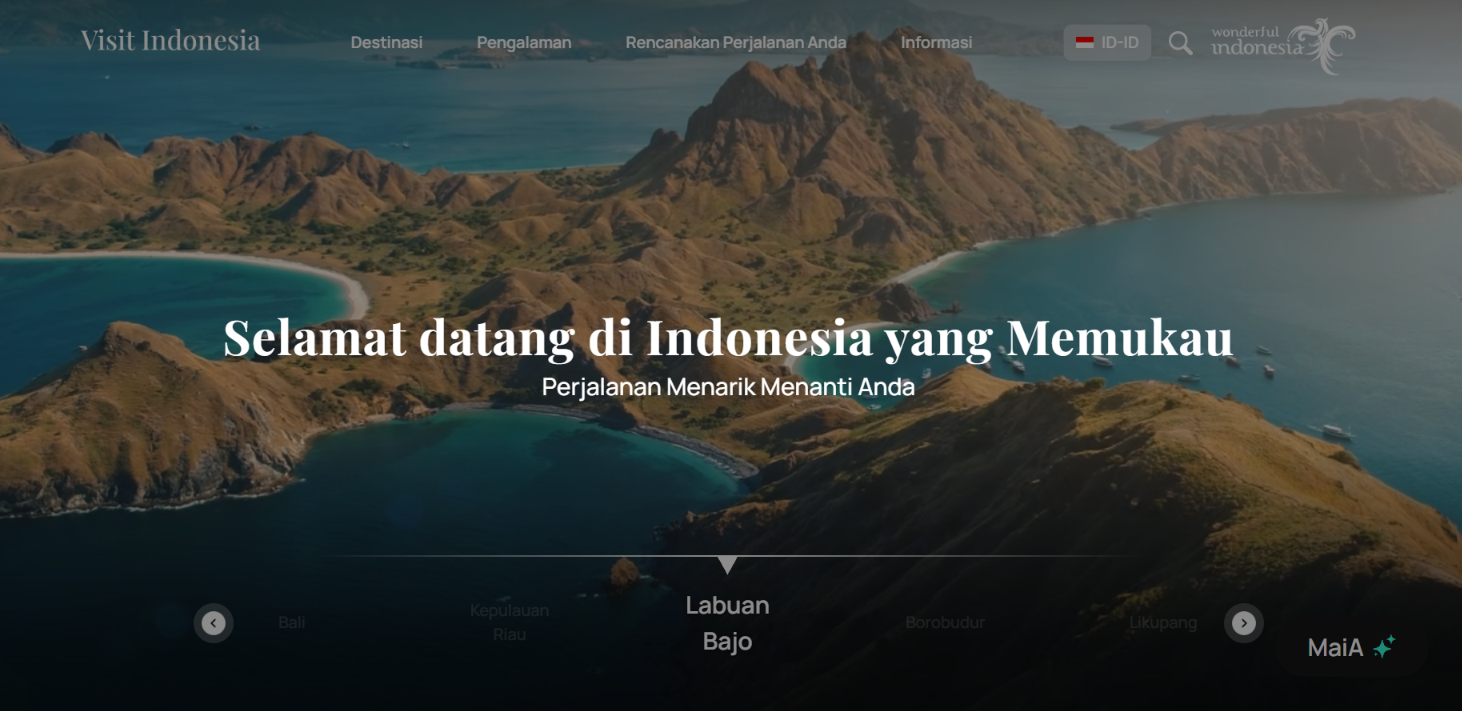 Visit Indonesia
Destinasi
Pengalaman
Rencanakan Perjalanan Anda
Informasi
ID-ID
wonderful
indonesia
Selamat datang di Indonesia yang Memukau
Perjalanan Menarik Menanti Anda
Bali
Kepulauan
Riau
Labuan
Bajo
Borobudur
Likupang
MaiA